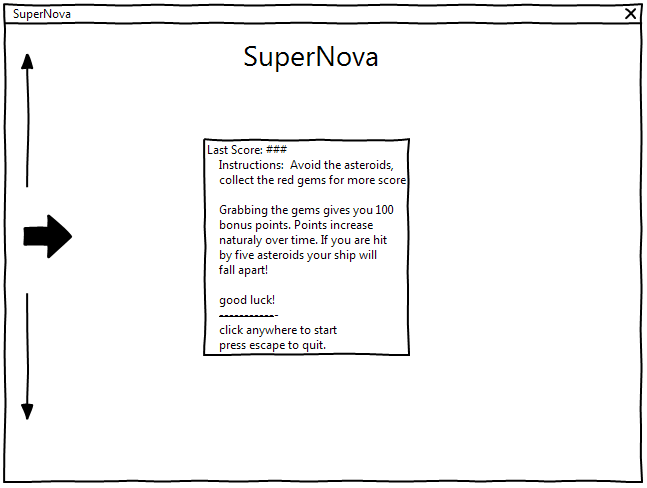 SuperNova
SuperNova
Last Score: ###
Instructions: Avoid the asteroids,
collect the red gems for more score
Grabbing the gems gives you 100
bonus points. Points increase
naturaly over time. If you are hit
by five asteroids your ship will
fall apart!
good luck!
------------
click anywhere to start
press escape to quit.